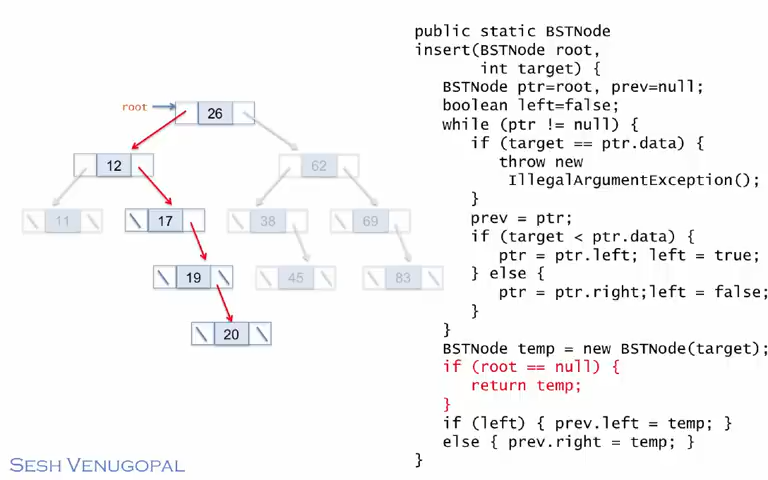 public static BSTNode
insert(BSTNode root,
int target) {
BSTNode ptr=root, prev=null;
boolean left=false;
while (ptr != null) {
if (target == ptr.data) {
throw new
IllegalArgumentException();
}
prev = ptr;
if (target < ptr.data) {
ptr = ptr.left; left = true;
} else {
ptr = ptr.right;left = false;
}
}
BSTNode temp = new BSTNode(target);
if (root == null) {
return temp;
}
if (left) { prev.left = temp; }
else { prev.right = temp; }
}
root
26
12
62
11
17
38
69
19
45
83
20
SESH VENUGOPAL